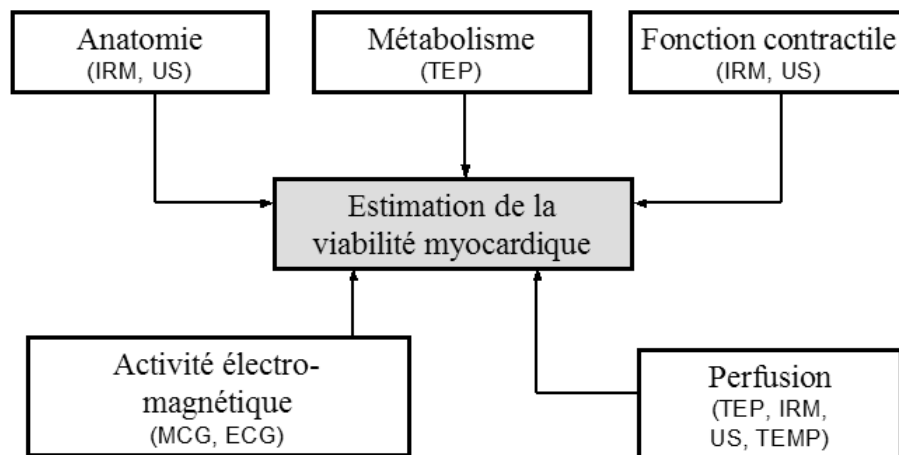 Anatomie
(IRM, US)
Métabolisme
(TEP)
Fonction contractile
(IRM, US)
Estimation de la
viabilité myocardique
Activité électro-
magnétique
(MCG, ECG)
Perfusion
(TEP, IRM,
US, TEMP)